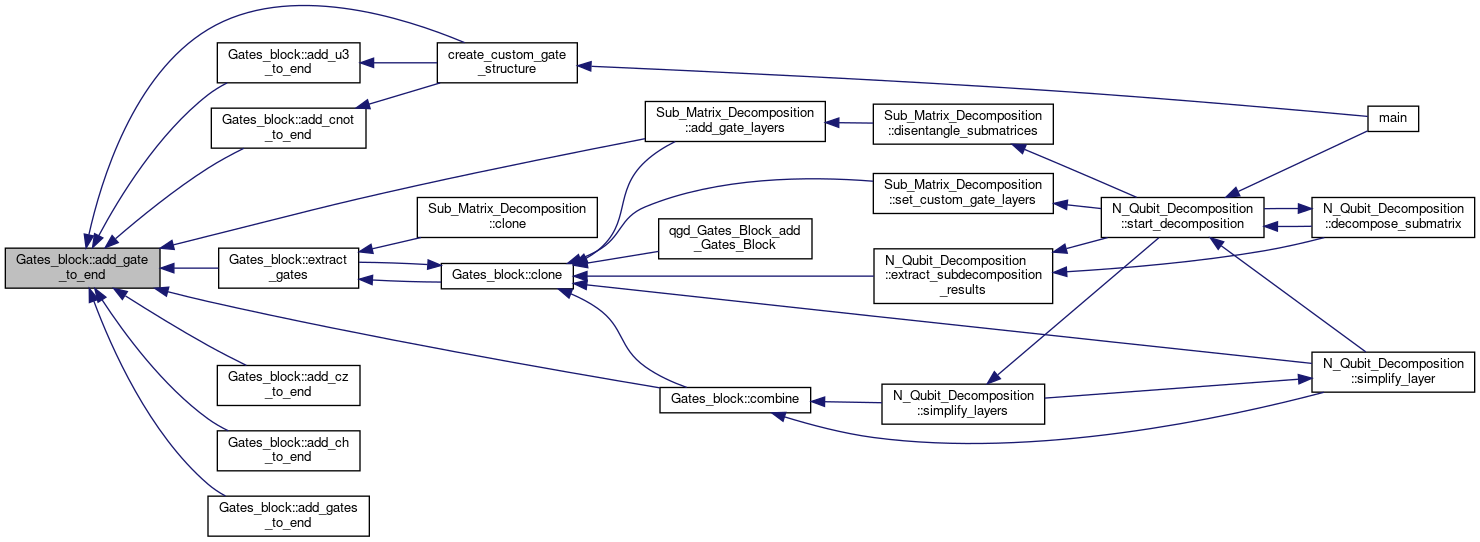 Gates_block::add_gate
_to_end
Gates_block::add_u3
_to_end
Gates_block::add_cnot
_to_end
Gates_block::extract
_gates
Gates_block::add_cz
_to_end
Gates_block::add_ch
_to_end
Gates_block::add_gates
_to_end
create_custom_gate
_structure
Sub_Matrix_Decomposition
::clone
Gates_block::clone
Sub_Matrix_Decomposition
::add_gate_layers
qgd_Gates_Block_add
_Gates_Block
Gates_block::combine
Sub_Matrix_Decomposition
::disentangle_submatrices
Sub_Matrix_Decomposition
::set_custom_gate_layers
N_Qubit_Decomposition
::extract_subdecomposition
_results
N_Qubit_Decomposition
::simplify_layers
N_Qubit_Decomposition
::start_decomposition
main
N_Qubit_Decomposition
::decompose_submatrix
N_Qubit_Decomposition
::simplify_layer